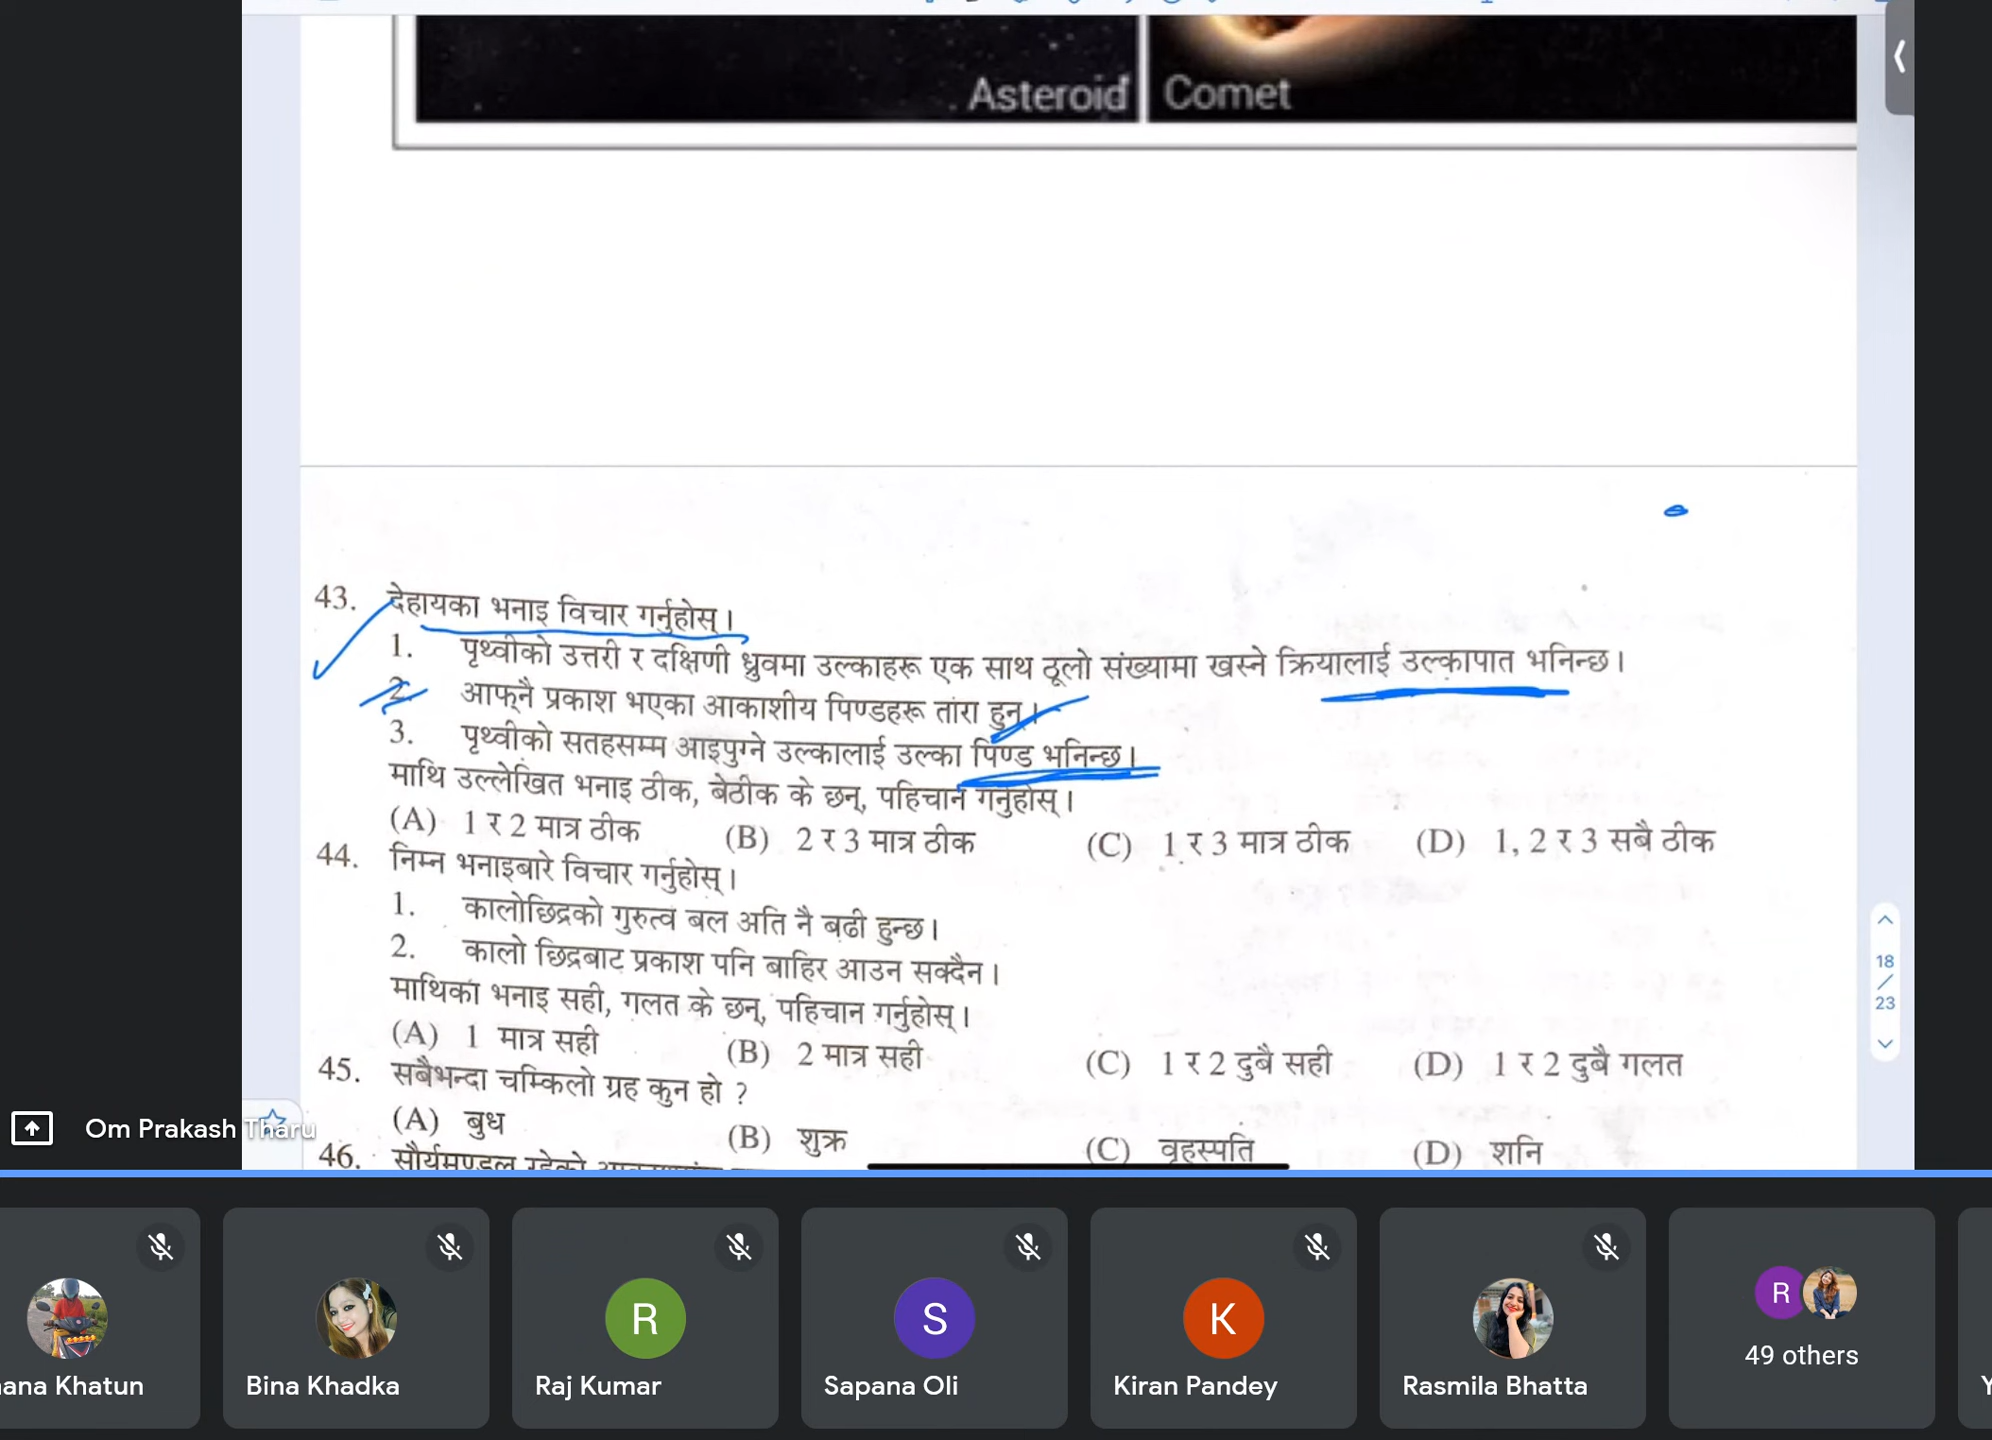 Asteroid Comet
43. देहायका भनाइ विचार गर्नुहोस् ।
1. पृथ्वीको उत्तरी र दक्षिणी ध्रुवमा उल्काहरू एक साथ ठूलो संख्यामा खस्ने क्रियालाई उल्कापात भनिन्छ ।
2. आफ्नै प्रकाश भएका आकाशीय पिण्डहरू तारा हुन् ।
3. पृथ्वीको सतहसम्म आइपुग्ने उल्कालाई उल्का पिण्ड भनिन्छ ।
माथि उल्लेखित भनाइ ठीक, बेठीक के छन्, पहिचान गर्नुहोस् ।
(A) 1 र 2 मात्र ठीक (B) 2 र 3 मात्र ठीक (C) 1 र 3 मात्र ठीक (D) 1, 2 र 3 सबै ठीक
44. निम्न भनाइबारे विचार गर्नुहोस् ।
1. कालोछिद्रको गुरुत्व बल अति नै बढी हुन्छ ।
2. कालो छिद्रबाट प्रकाश पनि बाहिर आउन सक्दैन ।
माथिका भनाइ सही, गलत के छन्, पहिचान गर्नुहोस् ।
(A) 1 मात्र सही (B) 2 मात्र सही (C) 1 र 2 दुबै सही (D) 1 र 2 दुबै गलत
45. सबैभन्दा चम्किलो ग्रह कुन हो ?
(A) बुध (B) शुक्र (C) वृहस्पति (D) शनि
46. सौर्यमण्डल रहेको
18
/
23
Om Prakash Tharu
ana Khatun
Bina Khadka
R
Raj Kumar
S
Sapana Oli
K
Kiran Pandey
Rasmila Bhatta
R
49 others
Y